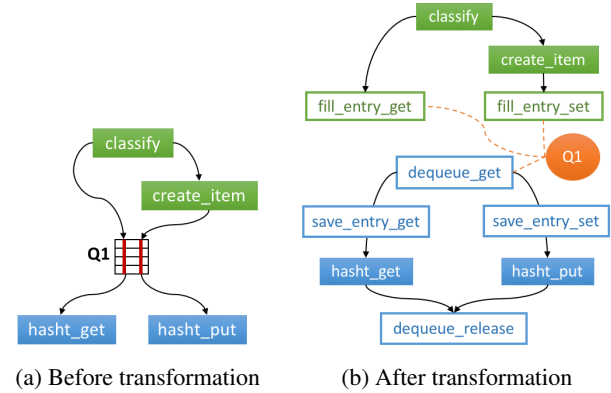 classify
create_item
Q1
hasht_get
hasht_put
(a) Before transformation
classify
create_item
fill_entry_get
fill_entry_set
Q1
dequeue_get
save_entry_get
save_entry_set
hasht_get
hasht_put
dequeue_release
(b) After transformation